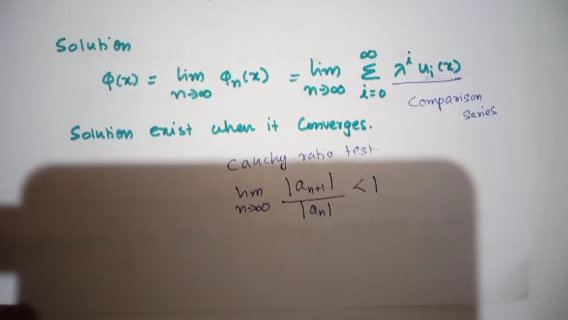 Solution
φ(x) = lim n→∞ φn(x) = lim n→∞ ∞ Σ i=0 λ^i ui(x)
Comparison
Series
Solution exist when it Converges.
Cauchy ratio test.
lim n→∞ |an+1| / |an| < 1